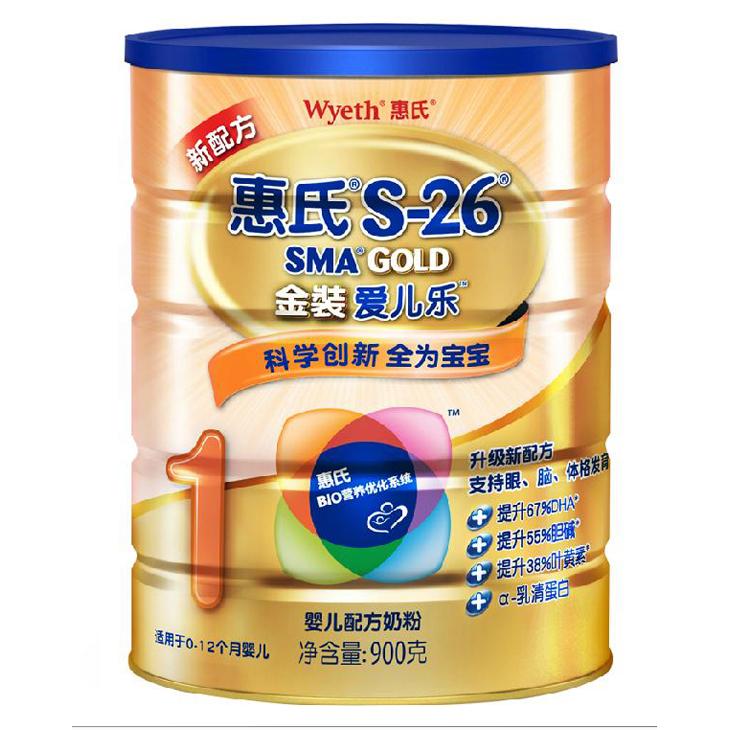 Wyeth® 惠氏®
新配方
惠氏® S-26®
SMA® GOLD
金装 爱儿乐™
科学创新 全为宝宝
TM
惠氏
BIO营养优化系统
1
升级新配方
支持眼、脑、体格发育
+ 提升67%DHA*
+ 提升55%胆碱*
+ 提升38%叶黄素*
+ α-乳清蛋白
婴儿配方奶粉
适用于0-12个月婴儿
净含量:900克